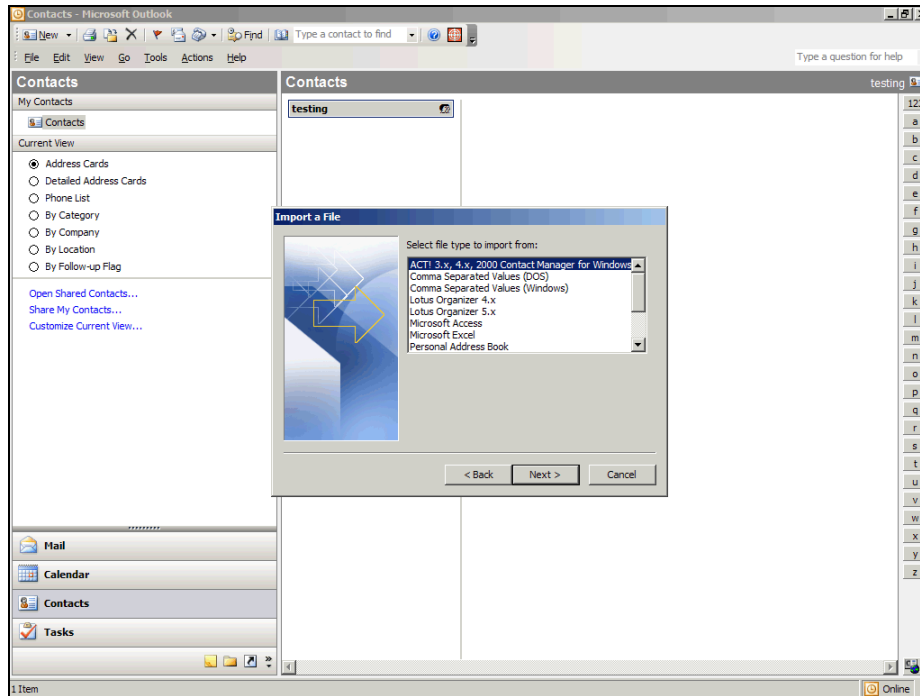 Contacts - Microsoft Outlook
New Find Type a contact to find
File Edit View Go Tools Actions Help Type a question for help
Contacts
My Contacts
Contacts
Current View
Address Cards
Detailed Address Cards
Phone List
By Category
By Company
By Location
By Follow-up Flag
Open Shared Contacts...
Share My Contacts...
Customize Current View...
Mail
Calendar
Contacts
Tasks
Contacts testing
testing
Import a File
Select file type to import from:
ACT! 3.x, 4.x, 2000 Contact Manager for Windows
Comma Separated Values (DOS)
Comma Separated Values (Windows)
Lotus Organizer 4.x
Lotus Organizer 5.x
Microsoft Access
Microsoft Excel
Personal Address Book
< Back Next > Cancel
a
b
c
d
e
f
g
h
i
j
k
l
m
n
o
p
q
r
s
t
u
v
w
x
y
z
1 Item Online